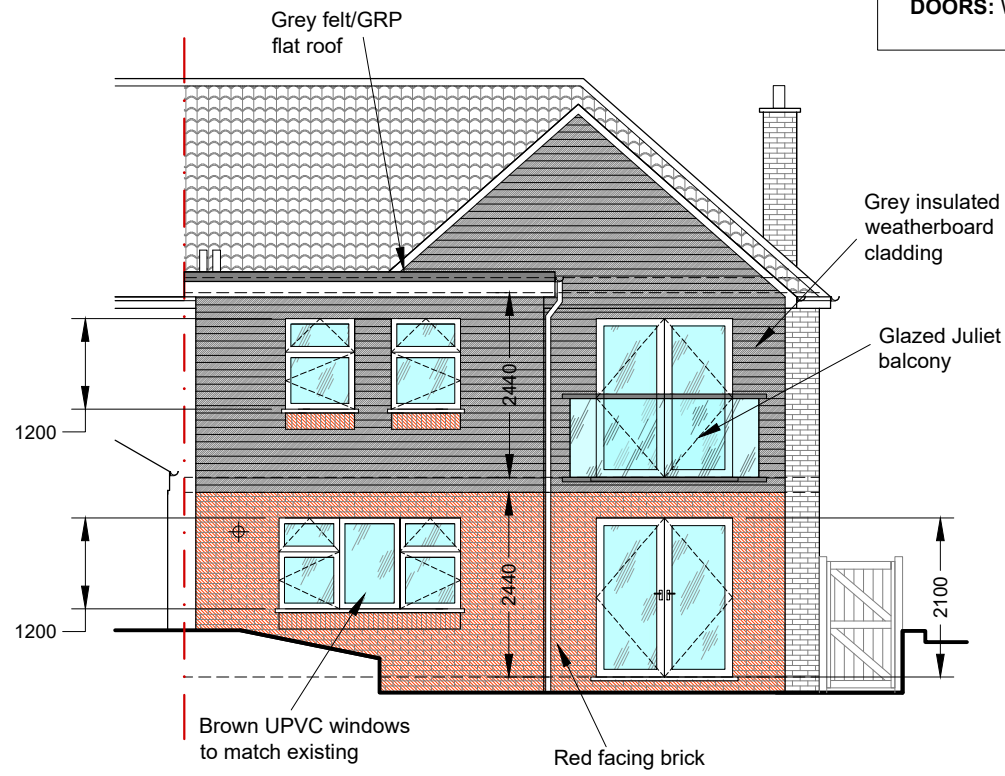 DOORS:
Grey felt/GRP
flat roof
Grey insulated
weatherboard
cladding
Glazed Juliet
balcony
2440
1200
2440
2100
1200
Brown UPVC windows
to match existing
Red facing brick